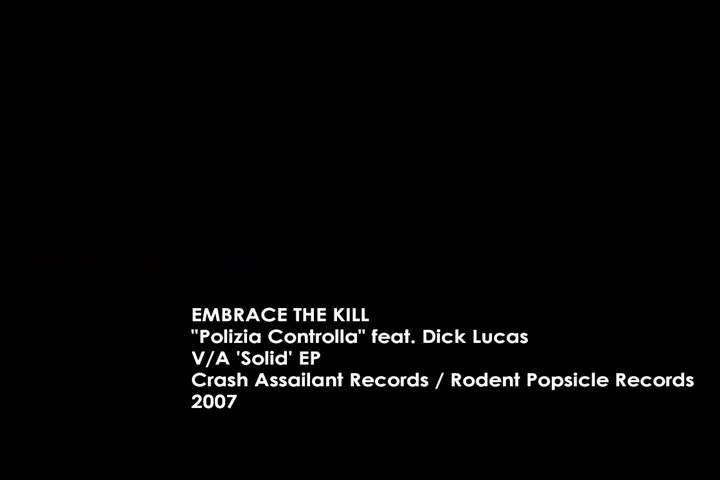 EMBRACE THE KILL
"Polizia Controlla" feat. Dick Lucas
V/A 'Solid' EP
Crash Assailant Records / Rodent Popsicle Records
2007